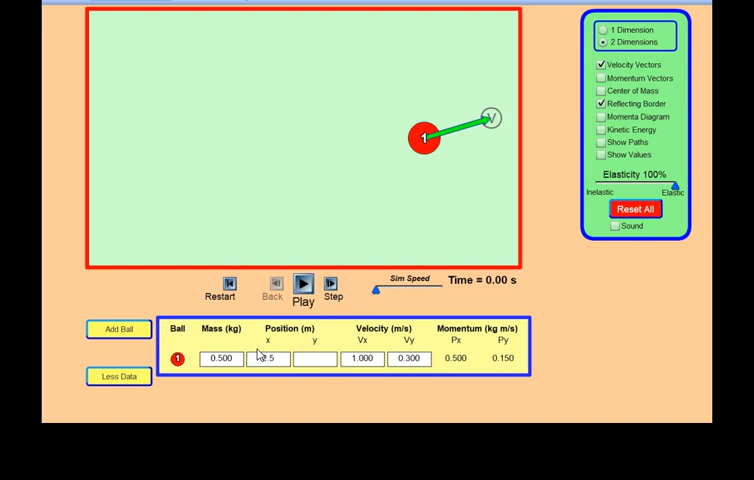 1 Dimension
2 Dimensions
Velocity Vectors
Momentum Vectors
Center of Mass
Reflecting Border
Momenta Diagram
Kinetic Energy
Show Paths
Show Values
Elasticity 100%
Inelastic Elastic
Reset All
Sound
1 V
Restart Back Play Step
Sim Speed Time = 0.00 s
Add Ball
Less Data
Ball Mass (kg) Position (m) Velocity (m/s) Momentum (kg m/s)
x y Vx Vy Px Py
1 0.500 1.000 0.300 0.500 0.150